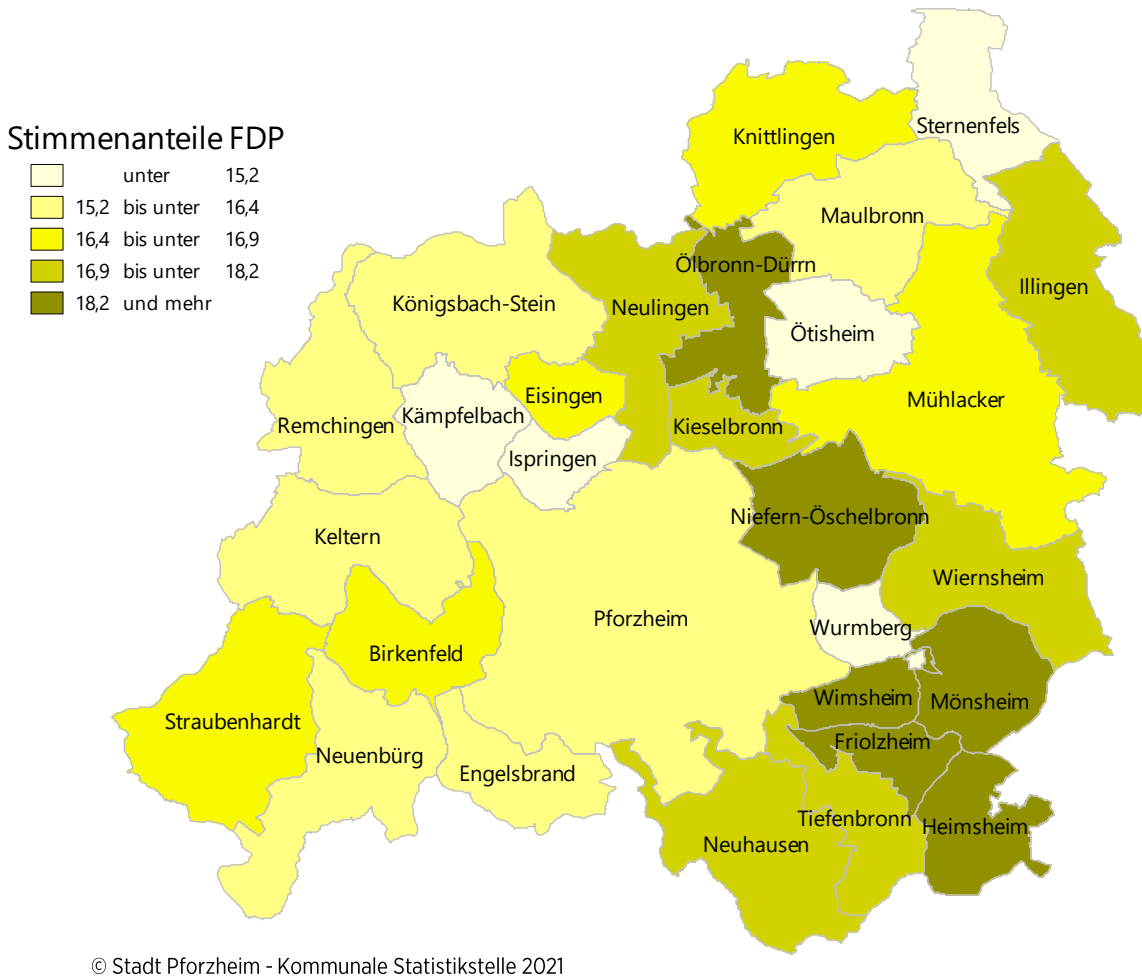 Stimmenanteile FDP
unter 15,2
15,2 bis unter 16,4
16,4 bis unter 16,9
16,9 bis unter 18,2
18,2 und mehr
Sternenfels
Knittlingen
Maulbronn
Ölbronn-Dürrn
Illingen
Königsbach-Stein
Neulingen
Ötisheim
Eisingen
Mühlacker
Kämpfelbach
Remchingen
Kieselbronn
Ispringen
Niefern-Öschelbronn
Keltern
Wiernsheim
Pforzheim
Wurmberg
Birkenfeld
Wimsheim
Mönsheim
Straubenhardt
Friolzheim
Neuenbürg
Engelsbrand
Tiefenbronn
Heimsheim
Neuhausen
© Stadt Pforzheim - Kommunale Statistikstelle 2021